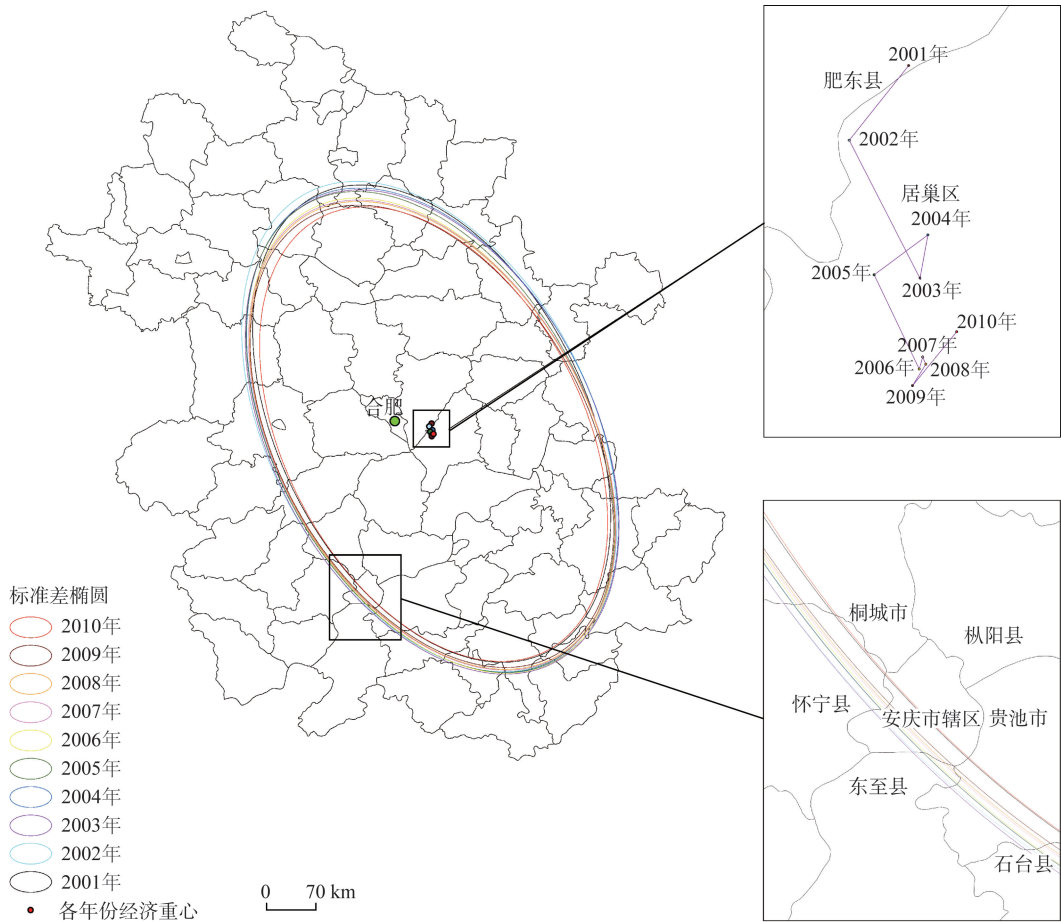 合肥
标准差椭圆
2010年
2009年
2008年
2007年
2006年
2005年
2004年
2003年
2002年
2001年
各年份经济重心
0 70 km
2001年
肥东县
2002年
居巢区
2004年
2005年
2003年
2010年
2007年
2006年
2008年
2009年
桐城市
枞阳县
怀宁县
安庆市辖区
贵池市
东至县
石台县